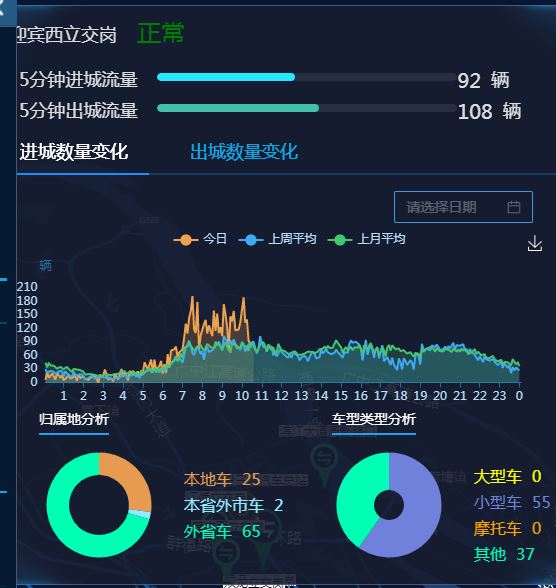 迎宾西立交岗 正常
5分钟进城流量 92 辆
5分钟出城流量 108 辆
进城数量变化 出城数量变化
请选择日期
G325
今日 上周平均 上月平均
辆
210
180
150
120
90
60
30
0
1 2 3 4 5 6 7 8 9 10 11 12 13 14 15 16 17 18 19 20 21 22 23 0
归属地分析 车型类型分析
本地车 25
本省外市车 2
外省车 65
大型车 0
小型车 55
摩托车 0
其他 37